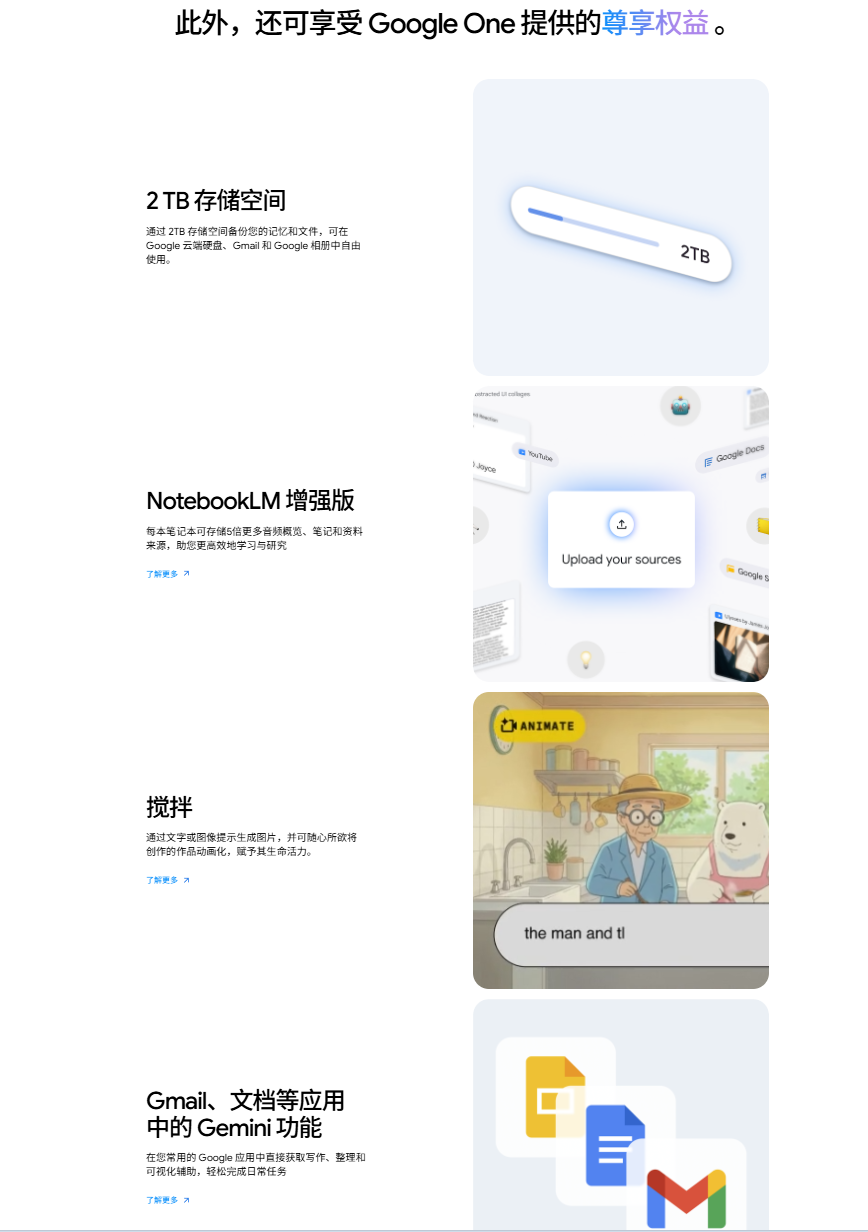 此外，还可享受 Google One 提供的尊享权益 。
2 TB 存储空间
通过 2TB 存储空间备份您的记忆和文件，可在
Google 云端硬盘、Gmail 和 Google 相册中自由
使用。
2TB
NotebookLM 增强版
每本笔记本可存储5倍更多音频概览、笔记和资料
来源，助您更高效地学习与研究
了解更多
YouTube
Joyce
Google Docs
Upload your sources
Google S
搅拌
通过文字或图像提示生成图片，并可随心所欲将
创作的作品动画化，赋予其生命活力。
了解更多
ANIMATE
the man and tl
Gmail、文档等应用
中的 Gemini 功能
在您常用的 Google 应用中直接获取写作、整理和
可视化辅助，轻松完成日常任务
了解更多